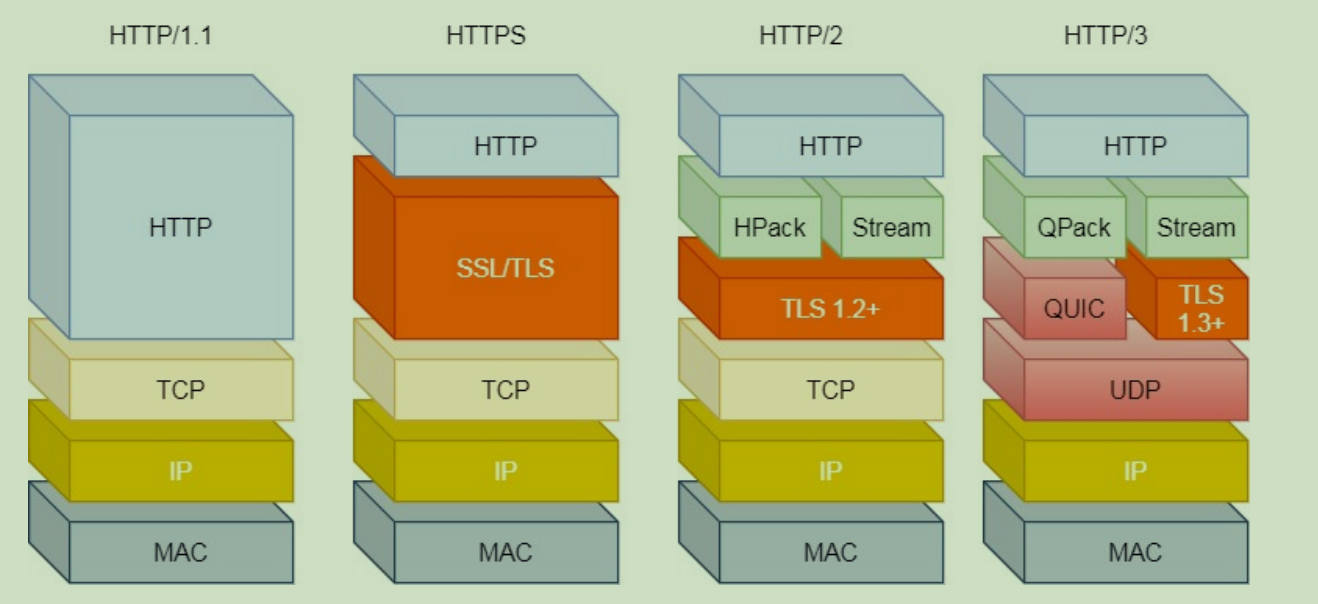 HTTP/1.1
HTTPS
HTTP/2
HTTP/3
HTTP
TCP
IP
MAC
HTTP
SSL/TLS
TCP
IP
MAC
HTTP
HPack
Stream
TLS 1.2+
TCP
IP
MAC
HTTP
QPack
Stream
QUIC
TLS
1.3+
UDP
IP
MAC